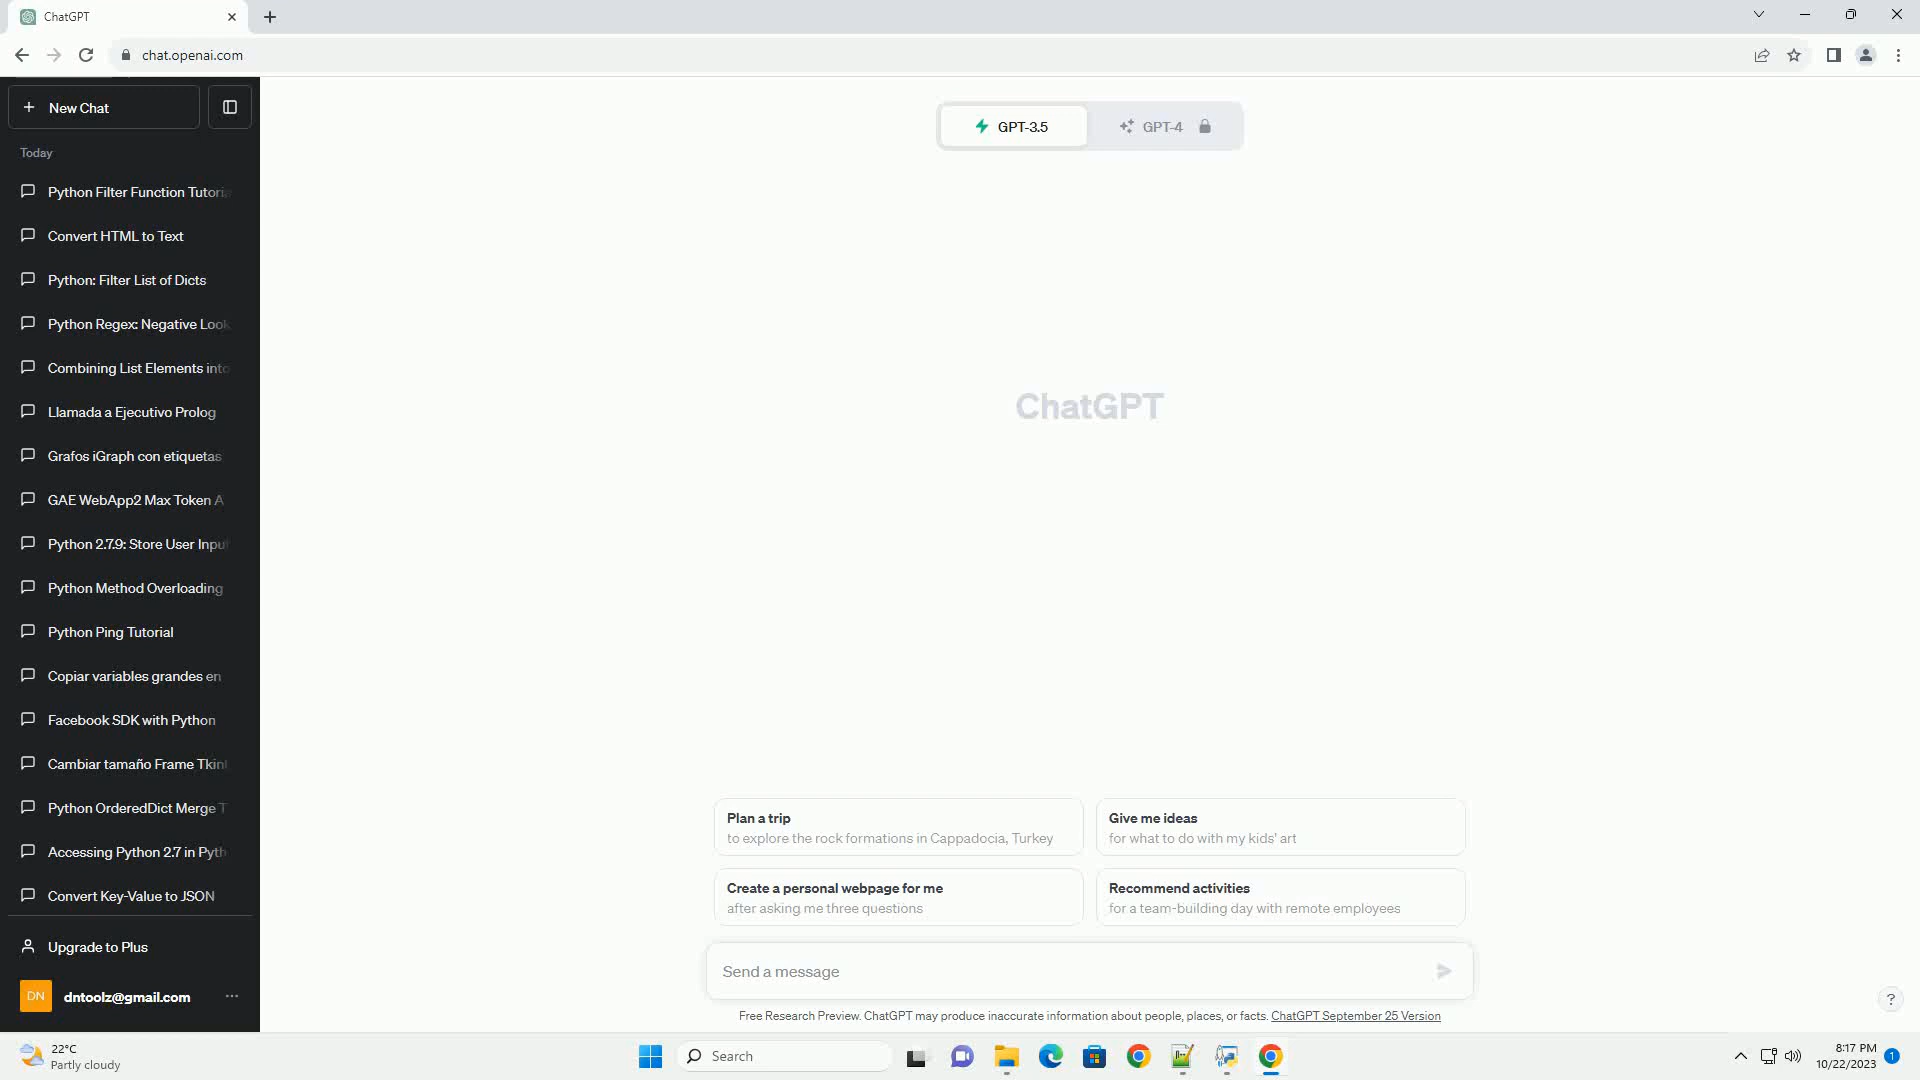 ChatGPT
chat.openai.com
New Chat
GPT-3.5
GPT-4
Today
Python Filter Function Tutoria
Convert HTML to Text
Python: Filter List of Dicts
Python Regex: Negative Look
Combining List Elements into
Llamada a Ejecutivo Prolog
Grafos iGraph con etiquetas
GAE WebApp2 Max Token A
Python 2.7.9: Store User Input
Python Method Overloading
Python Ping Tutorial
Copiar variables grandes en
Facebook SDK with Python
Cambiar tamaño Frame Tkint
Python OrderedDict Merge T
Accessing Python 2.7 in Pyth
Convert Key-Value to JSON
Upgrade to Plus
DN
dntoolz@gmail.com
ChatGPT
Plan a trip
to explore the rock formations in Cappadocia, Turkey
Give me ideas
for what to do with my kids' art
Create a personal webpage for me
after asking me three questions
Recommend activities
for a team-building day with remote employees
Send a message
Free Research Preview. ChatGPT may produce inaccurate information about people, places, or facts. ChatGPT September 25 Version
?
22°C
Partly cloudy
Search
8:17 PM
10/22/2023
1